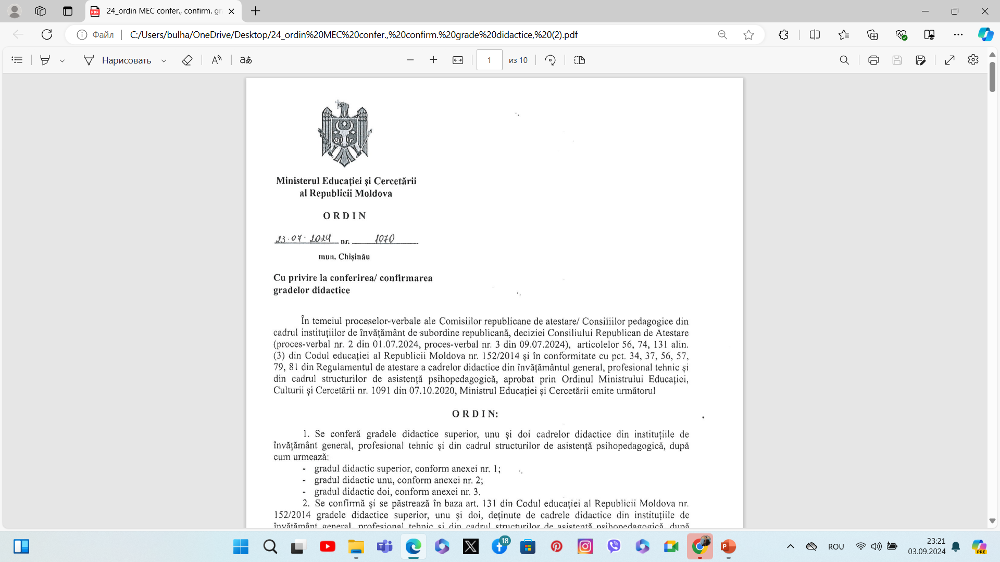 24_ordin MEC confer., confirm. gr
Файл
C:/Users/bulha/OneDrive/Desktop/24_ordin%20MEC%20confer.,%20confirm.%20grade%20didactice,%20(2).pdf
Нарисовать
1
из 10
Ministerul Educației și Cercetării
al Republicii Moldova
O R D I N
23.07.2024 nr. 1070
mun. Chișinău
Cu privire la conferirea/ confirmarea
gradelor didactice
În temeiul proceselor-verbale ale Comisiilor republicane de atestare/ Consiliilor pedagogice din
cadrul instituțiilor de învățământ de subordine republicană, deciziei Consiliului Republican de Atestare
(proces-verbal nr. 2 din 01.07.2024, proces-verbal nr. 3 din 09.07.2024), articolelor 56, 74, 131 alin.
(3) din Codul educației al Republicii Moldova nr. 152/2014 și în conformitate cu pct. 34, 37, 56, 57,
79, 81 din Regulamentul de atestare a cadrelor didactice din învățământul general, profesional tehnic și
din cadrul structurilor de asistență psihopedagogică, aprobat prin Ordinul Ministrului Educației,
Culturii și Cercetării nr. 1091 din 07.10.2020, Ministrul Educației și Cercetării emite următorul
O R D I N:
1. Se conferă gradele didactice superior, unu și doi cadrelor didactice din instituțiile de
învățământ general, profesional tehnic și din cadrul structurilor de asistență psihopedagogică, după
cum urmează:
- gradul didactic superior, conform anexei nr. 1;
- gradul didactic unu, conform anexei nr. 2;
- gradul didactic doi, conform anexei nr. 3.
2. Se confirmă și se păstrează în baza art. 131 din Codul educației al Republicii Moldova nr.
152/2014 gradele didactice superior, unu și doi, deținute de cadrele didactice din instituțiile de
învățământ general, profesional tehnic și din cadrul structurilor de asistență psihopedagogică, după
18
ROU
23:21
03.09.2024
PRE